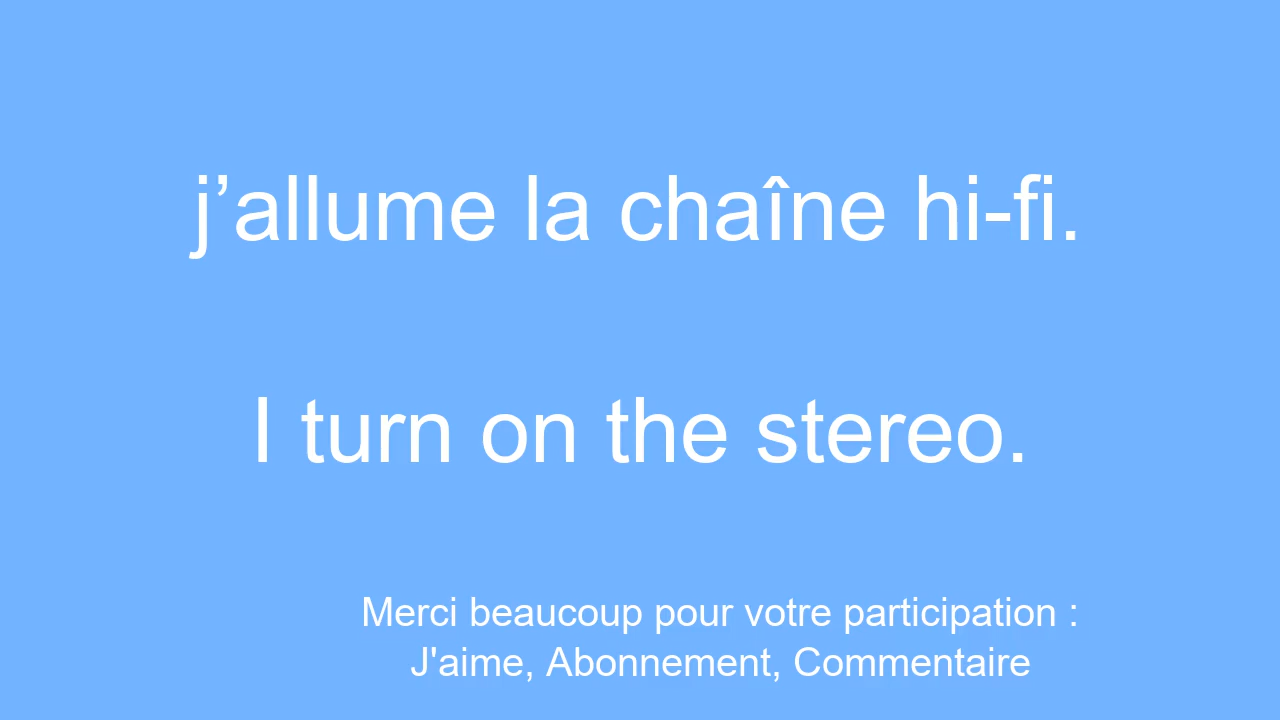 j’allume la chaîne hi-fi.
I turn on the stereo.
Merci beaucoup pour votre participation :
J'aime, Abonnement, Commentaire